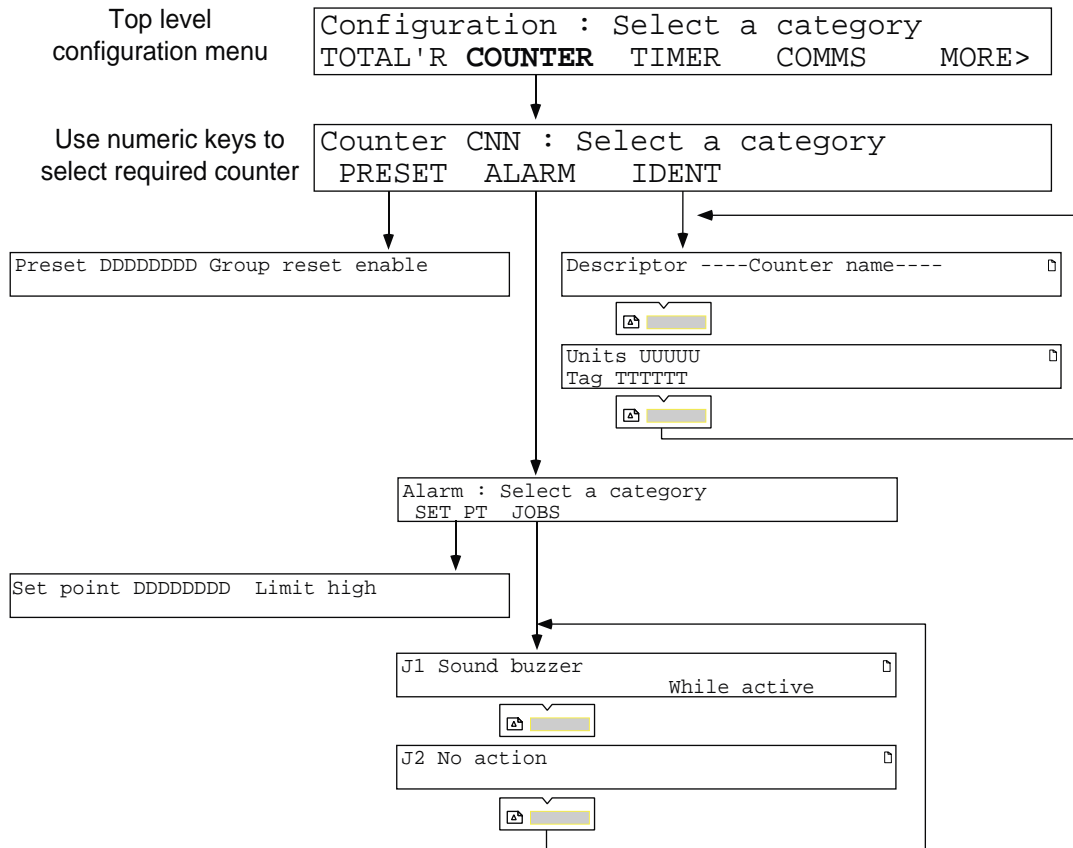 Top level
configuration menu
Configuration : Select a category
TOTAL'R COUNTER TIMER COMMS MORE>
Use numeric keys to
select required counter
Counter CNN : Select a category
PRESET ALARM IDENT
Preset DDDDDDDD Group reset enable
Descriptor ----Counter name----
Units UUUUU
Tag TTTTTT
Alarm : Select a category
SET PT JOBS
Set point DDDDDDDD Limit high
J1 Sound buzzer
While active
J2 No action